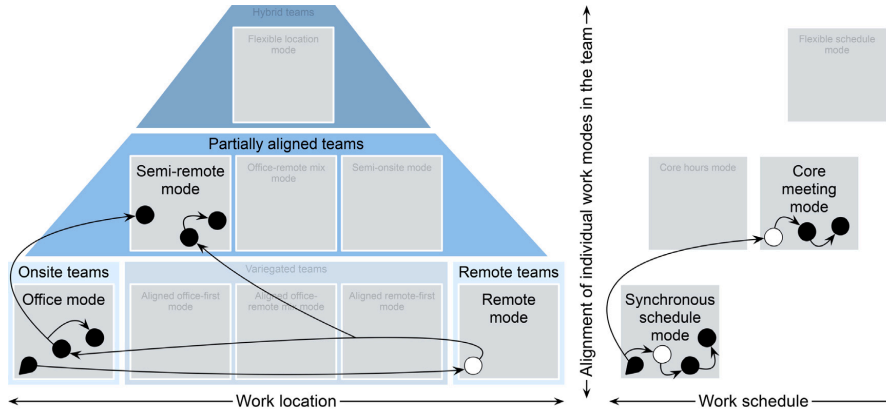 Hybrid teams
Flexible location
mode
Partially aligned teams
Semi-remote
mode
Office-remote mix
mode
Semi-onsite mode
Onsite teams
Variegated teams
Remote teams
Office mode
Aligned office-first
mode
Aligned office-
remote mix mode
Aligned remote-first
mode
Remote
mode
Work location
Alignment of individual work modes in the team
Flexible schedule
mode
Core hours mode
Core
meeting
mode
Synchronous
schedule
mode
Work schedule